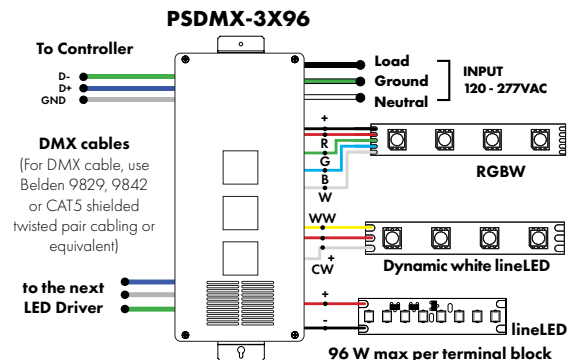 PSDMX-3X96
To Controller
D-
D+
GND
DMX cables
(For DMX cable, use
Belden 9829, 9842
or CAT5 shielded
twisted pair cabling or
equivalent)
to the next
LED Driver
Load
Ground
Neutral
INPUT
120 - 277VAC
+
R
G
B
W
RGBW
WW
+
CW
Dynamic white lineLED
+
-
lineLED
96 W max per terminal block